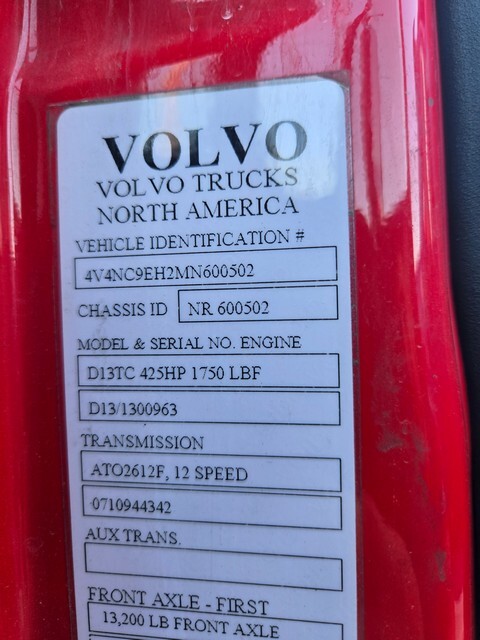 VOLVO
VOLVO TRUCKS
NORTH AMERICA
VEHICLE IDENTIFICATION #
4V4NC9EH2MN600502
CHASSIS ID NR 600502
MODEL & SERIAL NO. ENGINE
D13TC 425HP 1750 LBF
D13/1300963
TRANSMISSION
ATO2612F, 12 SPEED
0710944342
AUX TRANS.
FRONT AXLE - FIRST
13,200 LB FRONT AXLE